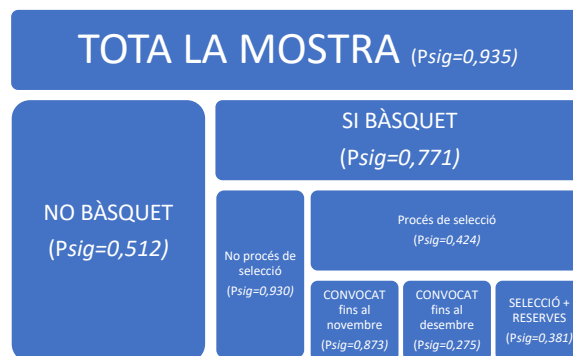 TOTA LA MOSTRA (Psig=0,935)
NO BÀSQUET
(Psig=0,512)
SI BÀSQUET
(Psig=0,771)
No procés de
selecció
(Psig=0,930)
Procés de selecció
(Psig=0,424)
CONVOCAT
fins al
novembre
(Psig=0,873)
CONVOCAT
fins al
desembre
(Psig=0,275)
SELECCIÓ +
RESERVES
(Psig=0,381)